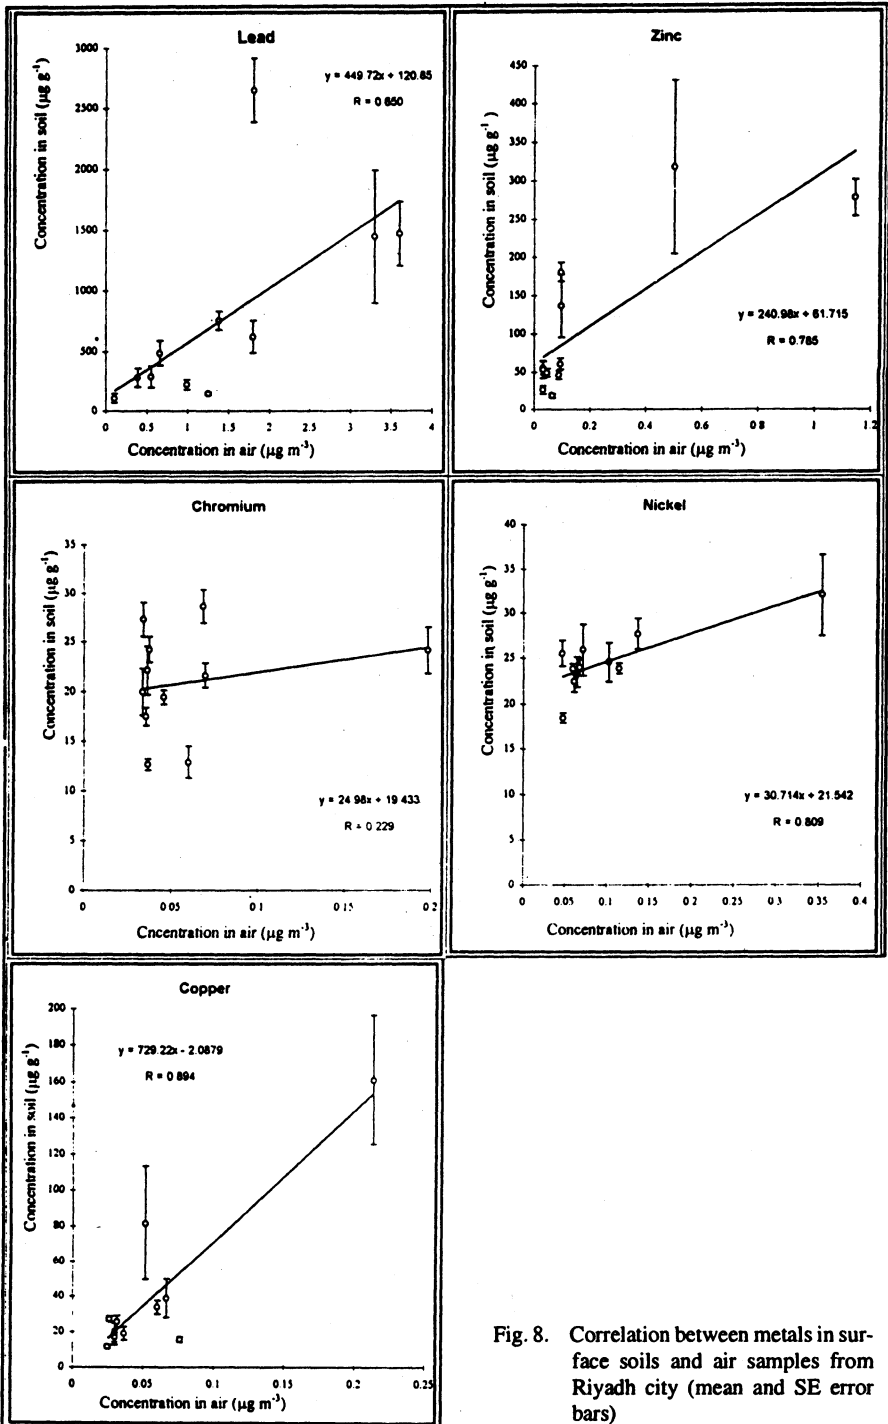 Lead
3000
2500
2000
1500
1000
500
0
Concentration in soil (µg g-1)
y = 449.72x + 120.85
R = 0.650
0 0.5 1 1.5 2 2.5 3 3.5 4
Concentration in air (µg m-3)
Zinc
450
400
350
300
250
200
150
100
50
0
Concentration in soil (µg g-1)
y = 240.98x + 61.715
R = 0.785
0 0.2 0.4 0.6 0.8 1 1.2
Concentration in air (µg m-3)
Chromium
35
30
25
20
15
10
5
0
Concentration in soil (µg g-1)
y = 24.98x + 19.433
R = 0.229
0 0.05 0.1 0.15 0.2
Cncentration in air (µg m-3)
Nickel
40
35
30
25
20
15
10
5
0
Concentration in soil (µg g-1)
y = 30.714x + 21.542
R = 0.809
0 0.05 0.1 0.15 0.2 0.25 0.3 0.35 0.4
Concentration in air (µg m-3)
Copper
200
180
160
140
120
100
80
60
40
20
0
Concentration in soil (µg g-1)
y = 729.22x - 2.0879
R = 0.894
0 0.05 0.1 0.15 0.2 0.25
Concentration in air (µg m-3)
Fig. 8. Correlation between metals in sur-
face soils and air samples from
Riyadh city (mean and SE error
bars)